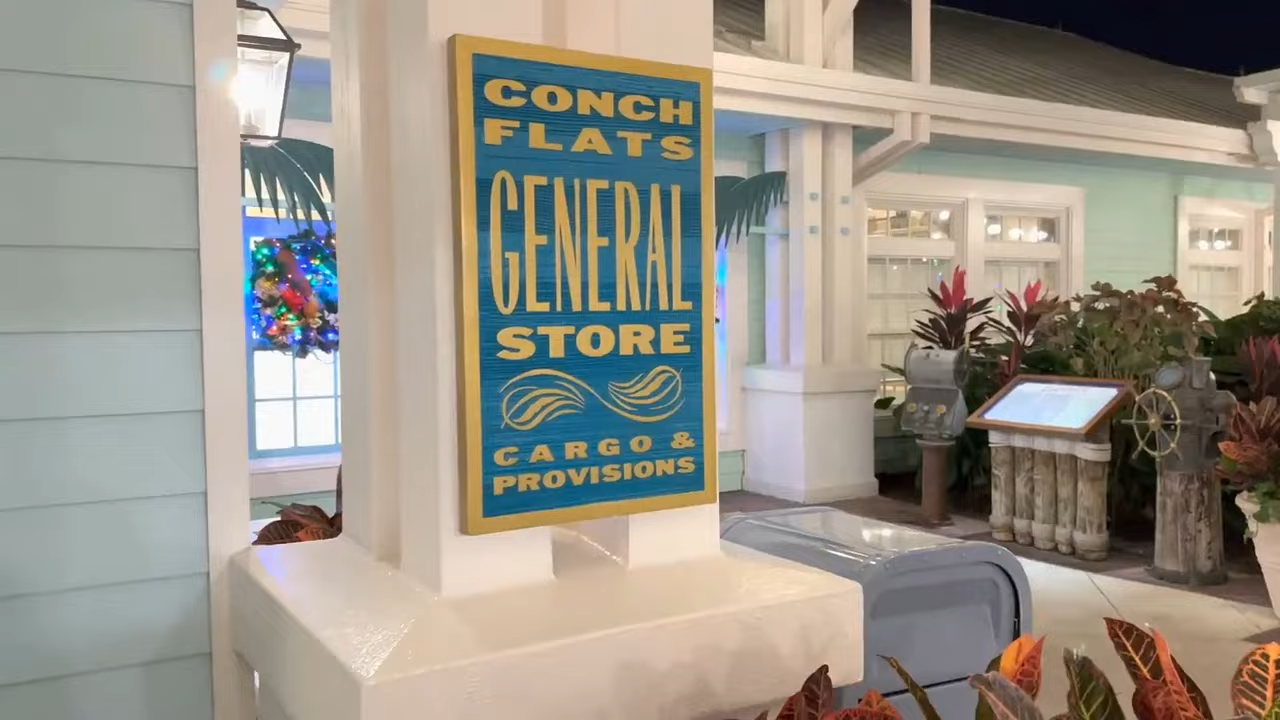 CONCH
FLATS
GENERAL
STORE
CARGO &
PROVISIONS